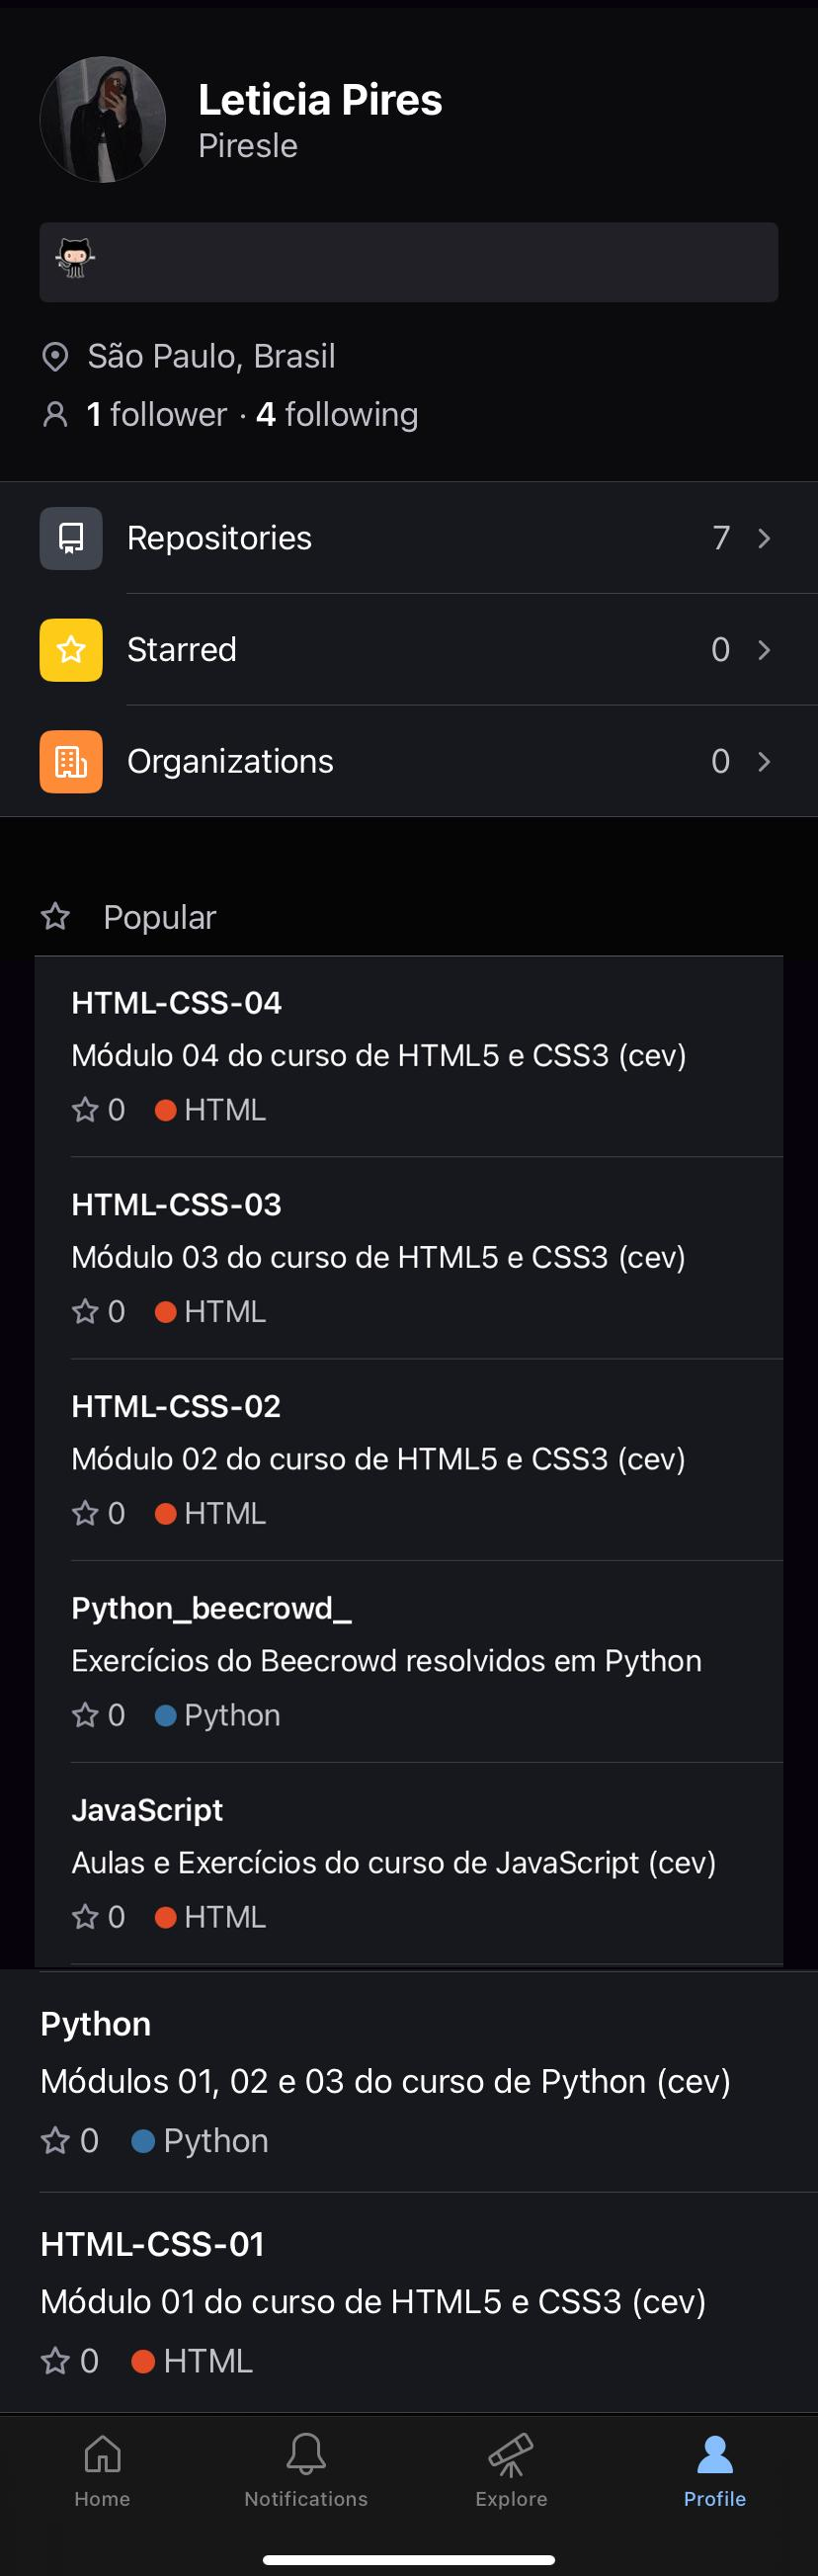 Leticia Pires
Piresle
São Paulo, Brasil
1 follower · 4 following
Repositories 7
Starred 0
Organizations 0
Popular
HTML-CSS-04
Módulo 04 do curso de HTML5 e CSS3 (cev)
0 HTML
HTML-CSS-03
Módulo 03 do curso de HTML5 e CSS3 (cev)
0 HTML
HTML-CSS-02
Módulo 02 do curso de HTML5 e CSS3 (cev)
0 HTML
Python_beecrowd_
Exercícios do Beecrowd resolvidos em Python
0 Python
JavaScript
Aulas e Exercícios do curso de JavaScript (cev)
0 HTML
Python
Módulos 01, 02 e 03 do curso de Python (cev)
0 Python
HTML-CSS-01
Módulo 01 do curso de HTML5 e CSS3 (cev)
0 HTML
Home Notifications Explore Profile